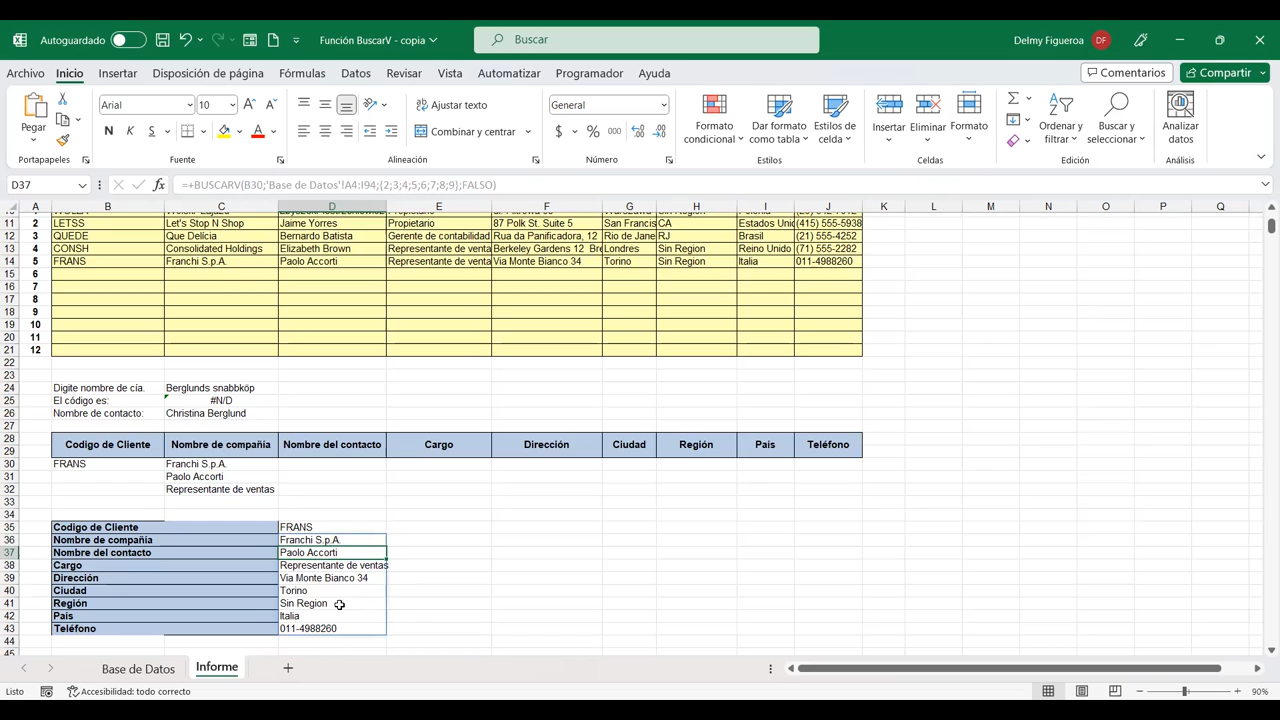 Autoguardado
Función BuscarV - copia
Buscar
Delmy Figueroa
DF
Archivo Inicio Insertar Disposición de página Fórmulas Datos Revisar Vista Automatizar Programador Ayuda
Comentarios
Compartir
Pegar
Portapapeles
Arial
10
N K S
Fuente
Ajustar texto
Combinar y centrar
Alineación
General
$ % 000
Número
Formato condicional
Dar formato como tabla
Estilos de celda
Estilos
Insertar
Eliminar
Formato
Celdas
Ordenar y filtrar
Buscar y seleccionar
Edición
Analizar datos
Análisis
D37
=+BUSCARV(B30;'Base de Datos'!A4:I94;{2;3;4;5;6;7;8;9};FALSO)
A B C D E F G H I J K L M N O P Q
11 2 LETSS Let's Stop N Shop Jaime Yorres Propietario 87 Polk St. Suite 5 San Francis CA Estados Unid (415) 555-5938
12 3 QUEDE Que Delícia Bernardo Batista Gerente de contabilidad Rua da Panificadora, 12 Rio de Jane RJ Brasil (21) 555-4252
13 4 CONSH Consolidated Holdings Elizabeth Brown Representante de venta Berkeley Gardens 12 Bre Londres Sin Region Reino Unido (71) 555-2282
14 5 FRANS Franchi S.p.A. Paolo Accorti Representante de venta Via Monte Bianco 34 Torino Sin Region Italia 011-4988260
15 6
16 7
17 8
18 9
19 10
20 11
21 12
22
23
24 Digite nombre de cía. Berglunds snabbköp
25 El código es: #N/D
26 Nombre de contacto: Christina Berglund
27
28 Codigo de Cliente Nombre de compañía Nombre del contacto Cargo Dirección Ciudad Región País Teléfono
29
30 FRANS Franchi S.p.A.
31 Paolo Accorti
32 Representante de ventas
33
34
35 Codigo de Cliente FRANS
36 Nombre de compañía Franchi S.p.A.
37 Nombre del contacto Paolo Accorti
38 Cargo Representante de ventas
39 Dirección Via Monte Bianco 34
40 Ciudad Torino
41 Región Sin Region
42 País Italia
43 Teléfono 011-4988260
44
45
Base de Datos Informe
Listo
Accesibilidad: todo correcto
90%